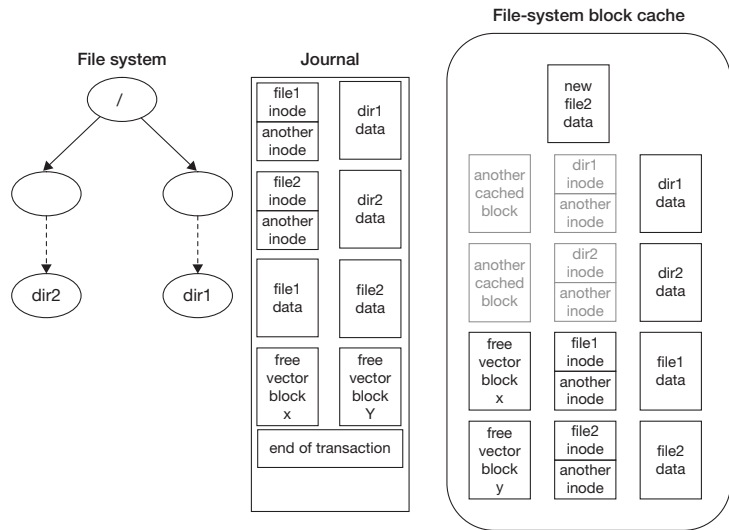 File system
/
dir2
dir1
Journal
file1
inode
another
inode
dir1
data
file2
inode
another
inode
dir2
data
file1
data
file2
data
free
vector
block
x
free
vector
block
Y
end of transaction
File-system block cache
new
file2
data
another
cached
block
dir1
inode
another
inode
dir1
data
another
cached
block
dir2
inode
another
inode
dir2
data
free
vector
block
x
file1
inode
another
inode
file1
data
free
vector
block
y
file2
inode
another
inode
file2
data